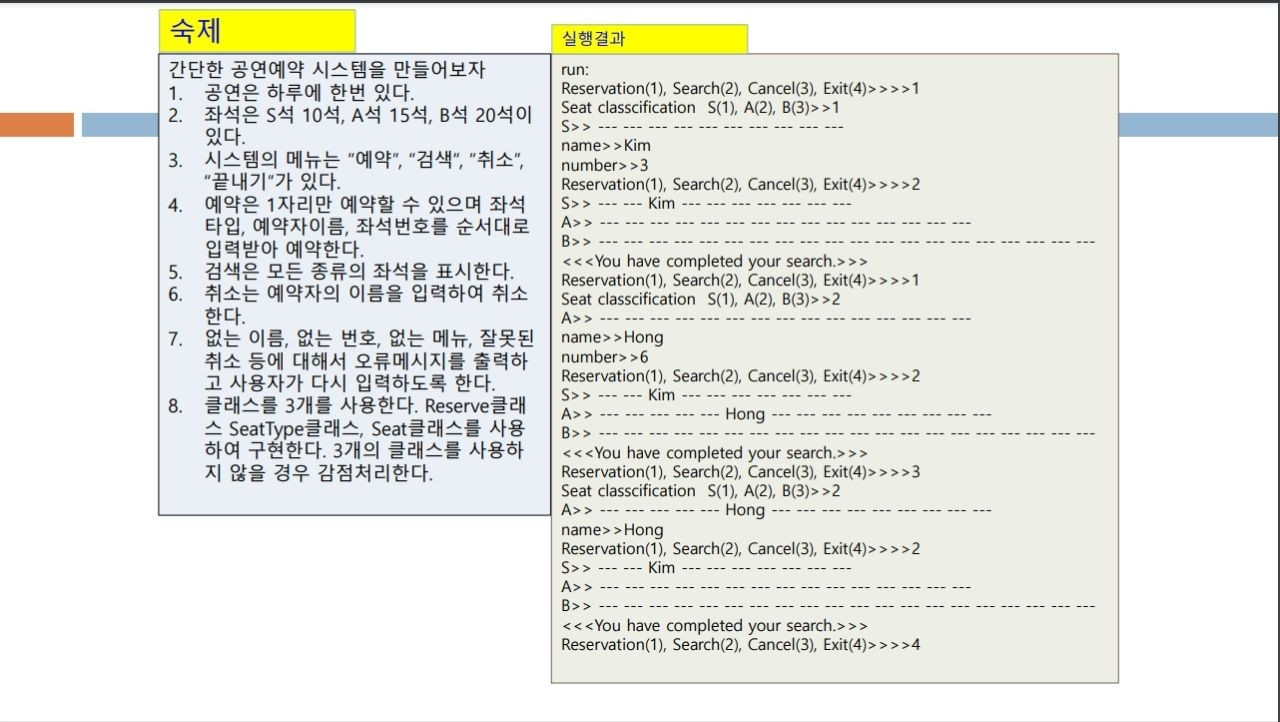 숙제
간단한 공연예약 시스템을 만들어보자
1. 공연은 하루에 한번 있다.
2. 좌석은 S석 10석, A석 15석, B석 20석이
있다.
3. 시스템의 메뉴는 "예약", "검색", "취소",
"끝내기"가 있다.
4. 예약은 1자리만 예약할 수 있으며 좌석
타입, 예약자이름, 좌석번호를 순서대로
입력받아 예약한다.
5. 검색은 모든 종류의 좌석을 표시한다.
6. 취소는 예약자의 이름을 입력하여 취소
한다.
7. 없는 이름, 없는 번호, 없는 메뉴, 잘못된
취소 등에 대해서 오류메시지를 출력하
고 사용자가 다시 입력하도록 한다.
8. 클래스를 3개를 사용한다. Reserve클래
스 SeatType클래스, Seat클래스를 사용
하여 구현한다. 3개의 클래스를 사용하
지 않을 경우 감점처리한다.
실행결과
run:
Reservation(1), Search(2), Cancel(3), Exit(4)>>>>1
Seat classcification S(1), A(2), B(3)>>1
S>> --- --- --- --- --- --- --- --- --- ---
name>>Kim
number>>3
Reservation(1), Search(2), Cancel(3), Exit(4)>>>>2
S>> --- --- Kim --- --- --- --- --- --- ---
A>> --- --- --- --- --- --- --- --- --- --- --- --- --- --- ---
B>> --- --- --- --- --- --- --- --- --- --- --- --- --- --- --- --- --- --- --- ---
<<<You have completed your search.>>>
Reservation(1), Search(2), Cancel(3), Exit(4)>>>>1
Seat classcification S(1), A(2), B(3)>>2
A>> --- --- --- --- --- --- --- --- --- --- --- --- --- --- ---
name>>Hong
number>>6
Reservation(1), Search(2), Cancel(3), Exit(4)>>>>2
S>> --- --- Kim --- --- --- --- --- --- ---
A>> --- --- --- --- --- Hong --- --- --- --- --- --- --- --- ---
B>> --- --- --- --- --- --- --- --- --- --- --- --- --- --- --- --- --- --- --- ---
<<<You have completed your search.>>>
Reservation(1), Search(2), Cancel(3), Exit(4)>>>>3
Seat classcification S(1), A(2), B(3)>>2
A>> --- --- --- --- --- Hong --- --- --- --- --- --- --- --- ---
name>>Hong
Reservation(1), Search(2), Cancel(3), Exit(4)>>>>2
S>> --- --- Kim --- --- --- --- --- --- ---
A>> --- --- --- --- --- --- --- --- --- --- --- --- --- --- ---
B>> --- --- --- --- --- --- --- --- --- --- --- --- --- --- --- --- --- --- --- ---
<<<You have completed your search.>>>
Reservation(1), Search(2), Cancel(3), Exit(4)>>>>4